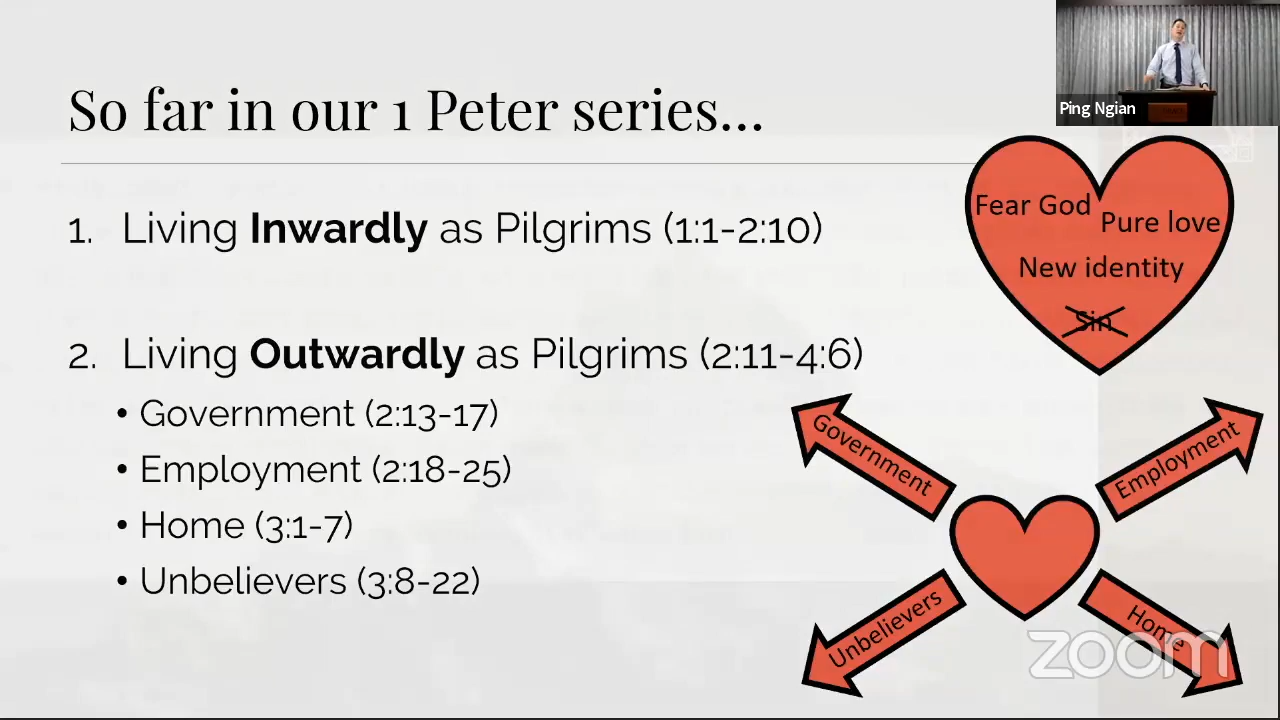 Ping Ngian
So far in our 1 Peter series...
1. Living Inwardly as Pilgrims (1:1-2:10)
2. Living Outwardly as Pilgrims (2:11-4:6)
• Government (2:13-17)
• Employment (2:18-25)
• Home (3:1-7)
• Unbelievers (3:8-22)
Fear God
Pure love
New identity
Sin
Government
Employment
Unbelievers
Home
zoom